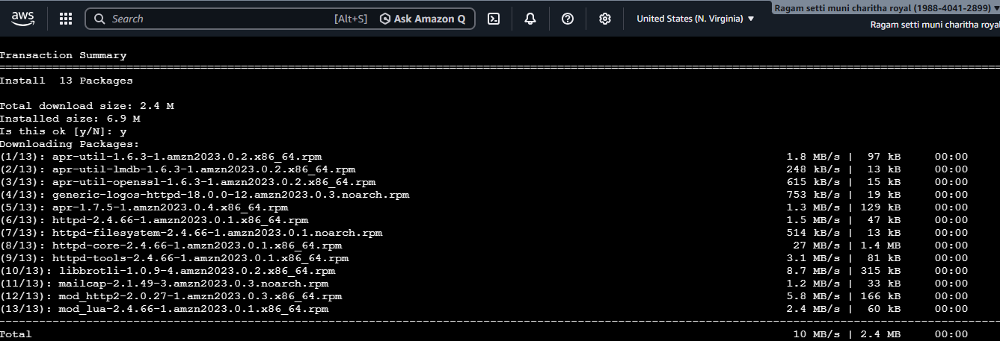 aws
Search [Alt+S] Ask Amazon Q United States (N. Virginia) ▼ Ragam setti muni charitha royal (1988-4041-2899) ▼
Ragam setti muni charitha royal
Transaction Summary
================================================================================
Install 13 Packages
Total download size: 2.4 M
Installed size: 6.9 M
Is this ok [y/N]: y
Downloading Packages:
(1/13): apr-util-1.6.3-1.amzn2023.0.2.x86_64.rpm 1.8 MB/s | 97 kB 00:00
(2/13): apr-util-lmdb-1.6.3-1.amzn2023.0.2.x86_64.rpm 248 kB/s | 13 kB 00:00
(3/13): apr-util-openssl-1.6.3-1.amzn2023.0.2.x86_64.rpm 615 kB/s | 15 kB 00:00
(4/13): generic-logos-httpd-18.0.0-12.amzn2023.0.3.noarch.rpm 753 kB/s | 19 kB 00:00
(5/13): apr-1.7.5-1.amzn2023.0.4.x86_64.rpm 1.3 MB/s | 129 kB 00:00
(6/13): httpd-2.4.66-1.amzn2023.0.1.x86_64.rpm 1.5 MB/s | 47 kB 00:00
(7/13): httpd-filesystem-2.4.66-1.amzn2023.0.1.noarch.rpm 514 kB/s | 13 kB 00:00
(8/13): httpd-core-2.4.66-1.amzn2023.0.1.x86_64.rpm 27 MB/s | 1.4 MB 00:00
(9/13): httpd-tools-2.4.66-1.amzn2023.0.1.x86_64.rpm 3.1 MB/s | 81 kB 00:00
(10/13): libbrotli-1.0.9-4.amzn2023.0.2.x86_64.rpm 8.7 MB/s | 315 kB 00:00
(11/13): mailcap-2.1.49-3.amzn2023.0.3.noarch.rpm 1.2 MB/s | 33 kB 00:00
(12/13): mod_http2-2.0.27-1.amzn2023.0.3.x86_64.rpm 5.8 MB/s | 166 kB 00:00
(13/13): mod_lua-2.4.66-1.amzn2023.0.1.x86_64.rpm 2.4 MB/s | 60 kB 00:00
--------------------------------------------------------------------------------
Total 10 MB/s | 2.4 MB 00:00